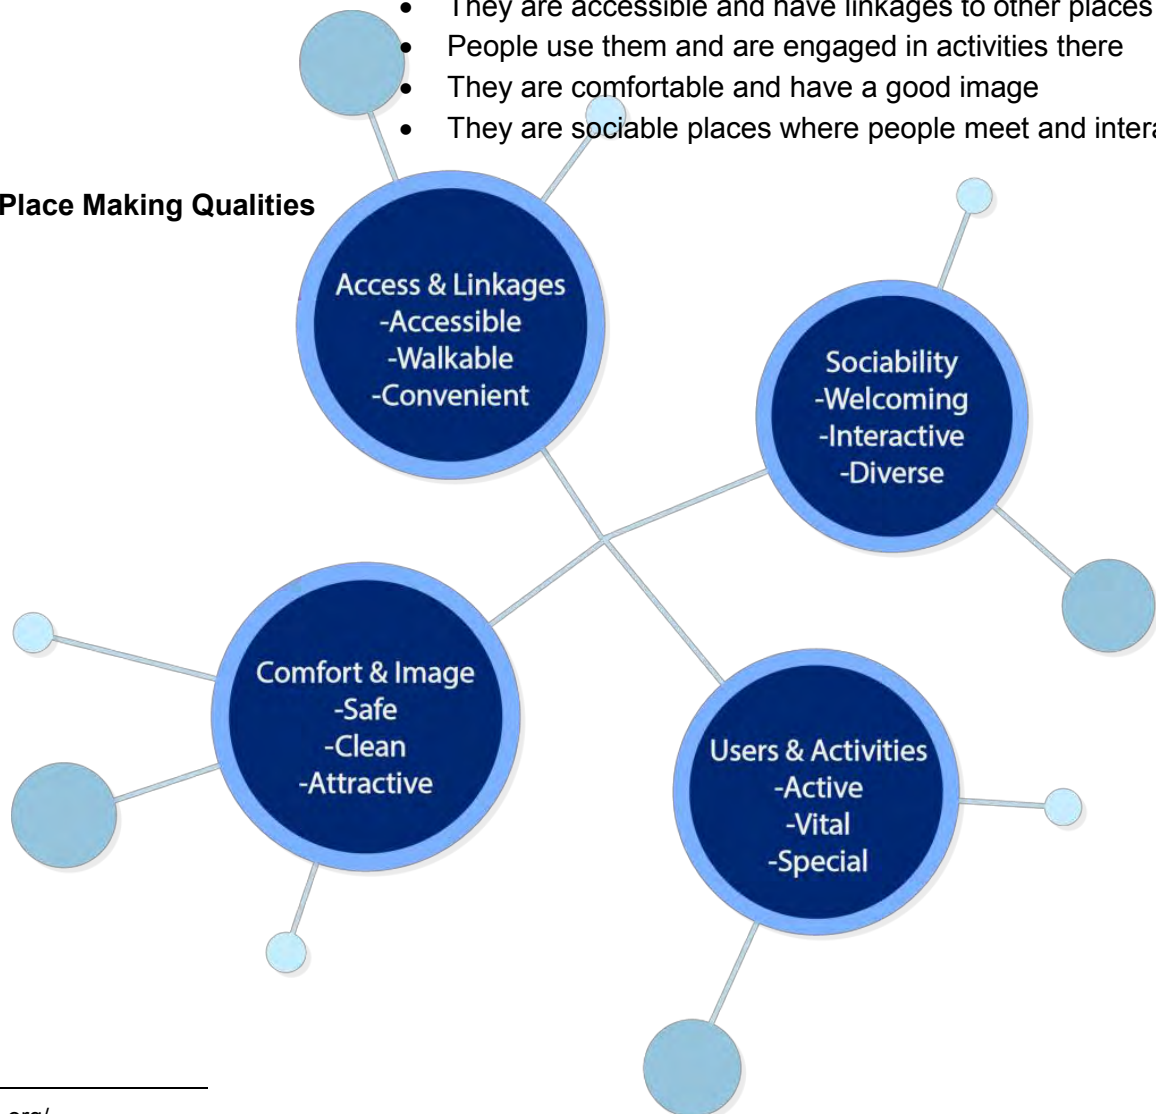 • They are accessible and have linkages to other places
• People use them and are engaged in activities there
• They are comfortable and have a good image
• They are sociable places where people meet and intera
Place Making Qualities
Access & Linkages
-Accessible
-Walkable
-Convenient
Sociability
-Welcoming
-Interactive
-Diverse
Comfort & Image
-Safe
-Clean
-Attractive
Users & Activities
-Active
-Vital
-Special
.org/